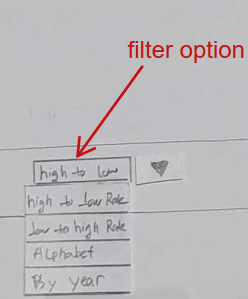 filter option
high to low
high to low Rate
low to high Rate
Alphabet
By year